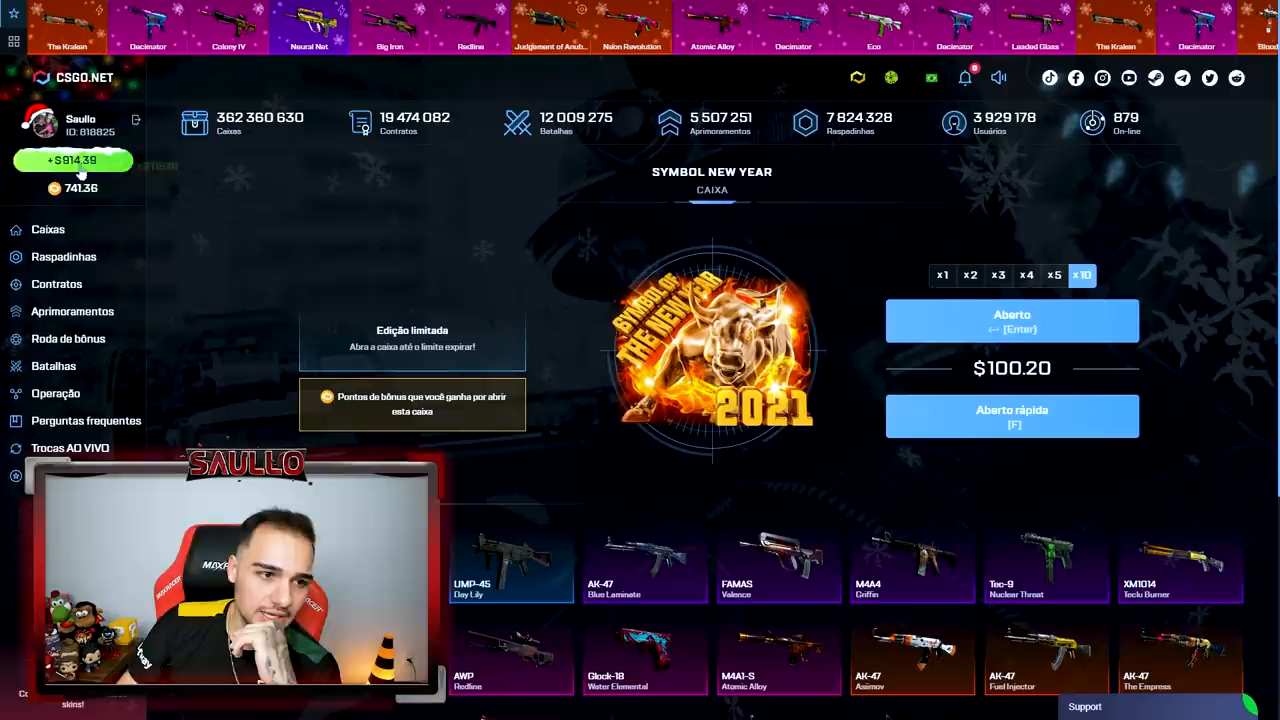 The Kraken
Decimator
Colony IV
Neural Net
Big Iron
Redline
Judgement of Anub...
Neon Revolution
Atomic Alloy
Decimator
Eco
Decimator
Leaded Glass
The Kraken
Decimator
Blood
CSGO.NET
Saullo
ID: 818825
+$914.39
741.36
362 360 630
Caixas
19 474 082
Contratos
12 009 275
Batalhas
5 507 251
Aprimoramentos
7 824 328
Raspadinhas
3 929 178
Usuários
879
On-line
SYMBOL NEW YEAR
CAIXA
Caixas
Raspadinhas
Contratos
Aprimoramentos
Roda de bônus
Batalhas
Operação
Perguntas frequentes
Trocas AO VIVO
Edição limitada
Abra a caixa até o limite expirar!
Pontos de bônus que você ganha por abrir
esta caixa
SYMBOL OF
THE NEW YEAR
2021
x1
x2
x3
x4
x5
x10
Aberto
[Enter]
$100.20
Aberto rápida
[F]
SAULLO
UMP-45
Day Lily
AK-47
Blue Laminate
FAMAS
Valence
M4A4
Griffin
Tec-9
Nuclear Threat
XM1014
Teclu Burner
AWP
Redline
Glock-18
Water Elemental
M4A1-S
Atomic Alloy
AK-47
Asiimov
AK-47
Fuel Injector
AK-47
The Empress
skins!
Support